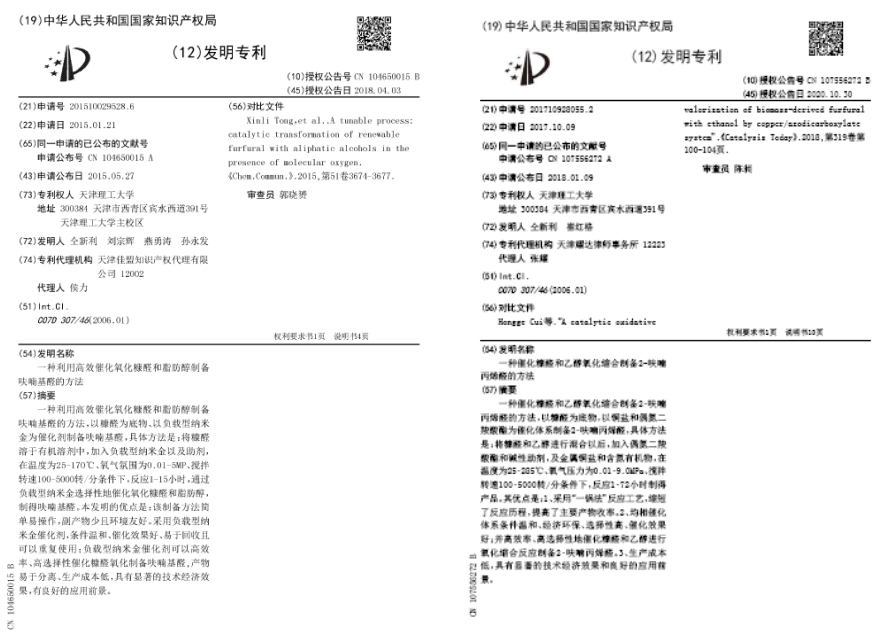 (19)中华人民共和国国家知识产权局
(12)发明专利
(10)授权公告号 CN 104650015 B
(45)授权公告日 2018.04.03
(21)申请号 201510029528.6
(22)申请日 2015.01.21
(65)同一申请的已公布的文献号
申请公布号 CN 104650015 A
(43)申请公布日 2015.05.27
(73)专利权人 天津理工大学
地址 300384 天津市西青区宾水西道391号
天津理工大学主校区
(72)发明人 仝新利 刘宗辉 燕勇涛 孙永发
(74)专利代理机构 天津佳盟知识产权代理有限
公司 12002
代理人 侯力
(51)Int.Cl.
C07D 307/46(2006.01)
(56)对比文件
Xinli Tong,et al..A tunable process:
catalytic transformation of renewable
furfural with aliphatic alcohols in the
presence of molecular oxygen.
《Chem.Commun.》.2015,第51卷3674-3677.
审查员 郭晓赟
权利要求书1页 说明书4页
(54)发明名称
一种利用高效催化氧化糠醛和脂肪醇制备
呋喃基醛的方法
(57)摘要
一种利用高效催化氧化糠醛和脂肪醇制备
呋喃基醛的方法,以糠醛为底物、以负载型纳米
金为催化剂制备呋喃基醛,具体方法是:将糠醛
溶于有机溶剂中,加入负载型纳米金以及助剂,
在温度为25-170℃、氧气氛围为0.01-5MP、搅拌
转速100-5000转/分条件下,反应1-15小时,通过
负载型纳米金选择性地催化氧化糠醛和脂肪醇,
制得呋喃基醛。本发明的优点是:该制备方法简
单易操作,副产物少且环境友好。采用负载型纳
米金催化剂,条件温和、催化效果好、易于回收且
可以重复使用;负载型纳米催化剂可以高效
率、高选择性催化糠醛氧化制备呋喃基醛,产物
易于分离、生产成本低,具有显著的技术经济效
果,有良好的应用前景。
CN 104650015 B
(19)中华人民共和国国家知识产权局
(12)发明专利
(10)授权公告号 CN 107556272 B
(45)授权公告日 2020.10.30
(21)申请号 201710928055.2
(22)申请日 2017.10.09
(65)同一申请的已公布的文献号
申请公布号 CN 107556272 A
(43)申请公布日 2018.01.09
(73)专利权人 天津理工大学
地址 300384 天津市西青区宾水西道391号
(72)发明人 仝新利 崔红格
(74)专利代理机构 天津耀达律师事务所 12223
代理人 张耀
(51)Int.Cl.
C07D 307/46(2006.01)
(56)对比文件
Hongge Cui等."A catalytic oxidative
valorization of biomass-derived furfural
with ethanol by copper/azodicarboxylate
system".《Catalysis Today》.2018,第319卷第
100-104页.
审查员 陈昶
权利要求书1页 说明书10页
(54)发明名称
一种催化糠醛和乙醇氧化缩合制备2-呋喃
丙烯醛的方法
(57)摘要
一种催化糠醛和乙醇氧化缩合制备2-呋喃
丙烯醛的方法,以糠醛为底物,以铜盐和偶氮二
羧酸酯为催化体系制备2-呋喃丙烯醛,具体方法
是:将糠醛和乙醇进行混合以后,加入偶氮二羧
酸酯和碱性助剂,及金属铜盐和含氮有机物,在
温度为25-285℃、氧气压力为0.01-9.0MPa、搅拌
转速100-5000转/分条件下,反应1-72小时制得
产品。其优点是:1、采用"一锅法"反应工艺,缩短
了反应历程,提高了主要产物收率。2、均相催化
体系条件温和、经济环保、选择性高、催化效果
好;并高效率、高选择性地催化糠醛和乙醇进行
氧化缩合反应制备2-呋喃丙烯醛。3、生产成本
低,具有显著的技术经济效果和良好的应用前
景。
CN 107556272 B